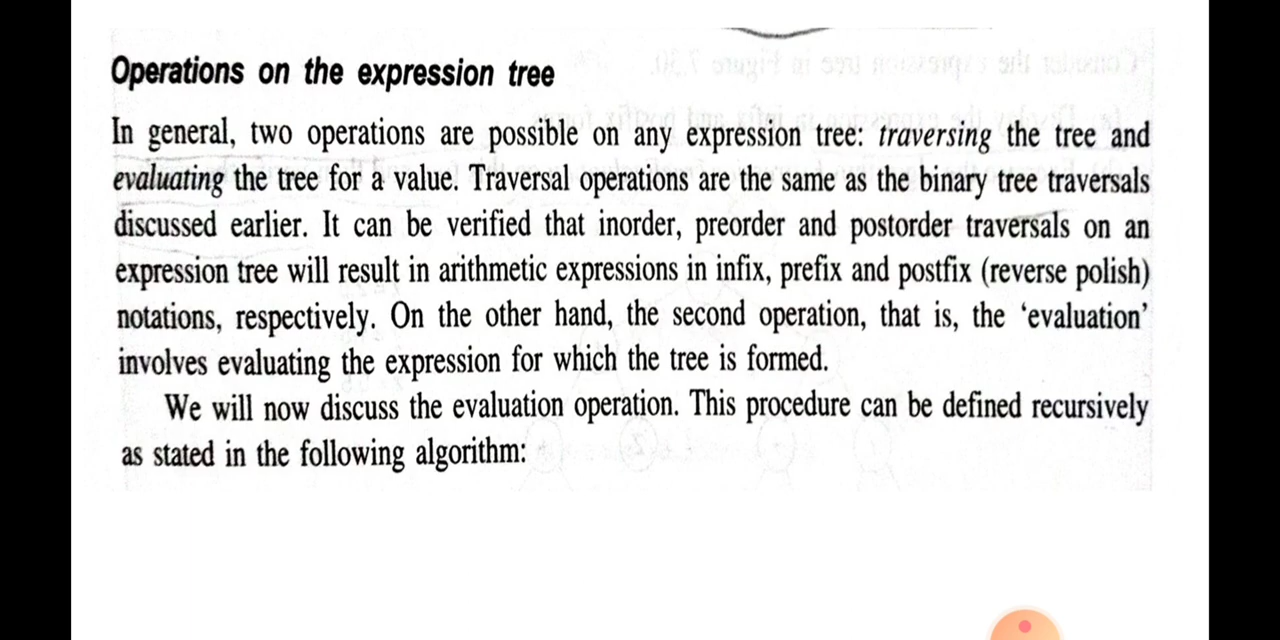 Operations on the expression tree
In general, two operations are possible on any expression tree: traversing the tree and
evaluating the tree for a value. Traversal operations are the same as the binary tree traversals
discussed earlier. It can be verified that inorder, preorder and postorder traversals on an
expression tree will result in arithmetic expressions in infix, prefix and postfix (reverse polish)
notations, respectively. On the other hand, the second operation, that is, the ‘evaluation’
involves evaluating the expression for which the tree is formed.
We will now discuss the evaluation operation. This procedure can be defined recursively
as stated in the following algorithm: